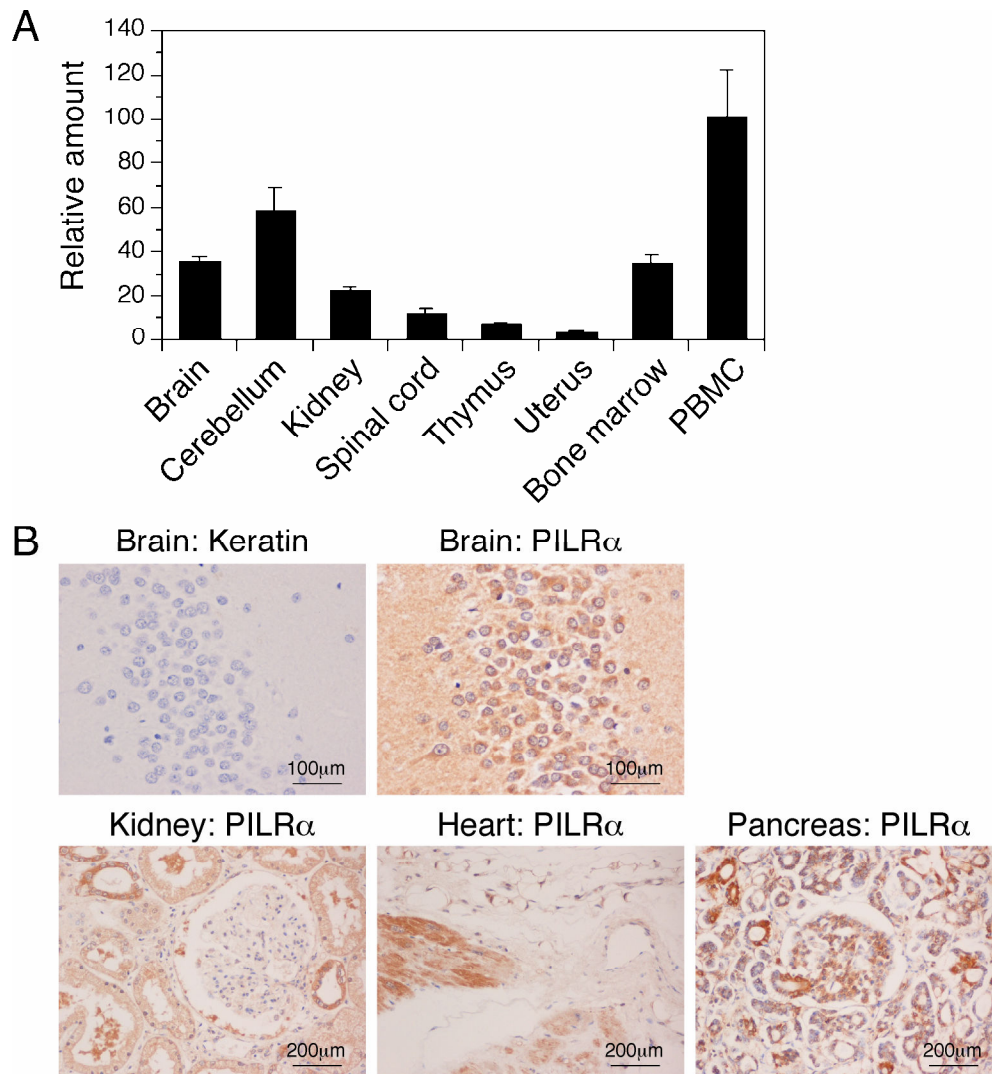 A
140
120
100
80
60
40
20
0
Relative amount
Brain
Cerebellum
Kidney
Spinal cord
Thymus
Uterus
Bone marrow
PBMC
B
Brain: Keratin
Brain: PILRα
100μm
100μm
Kidney: PILRα
Heart: PILRα
Pancreas: PILRα
200μm
200μm
200μm